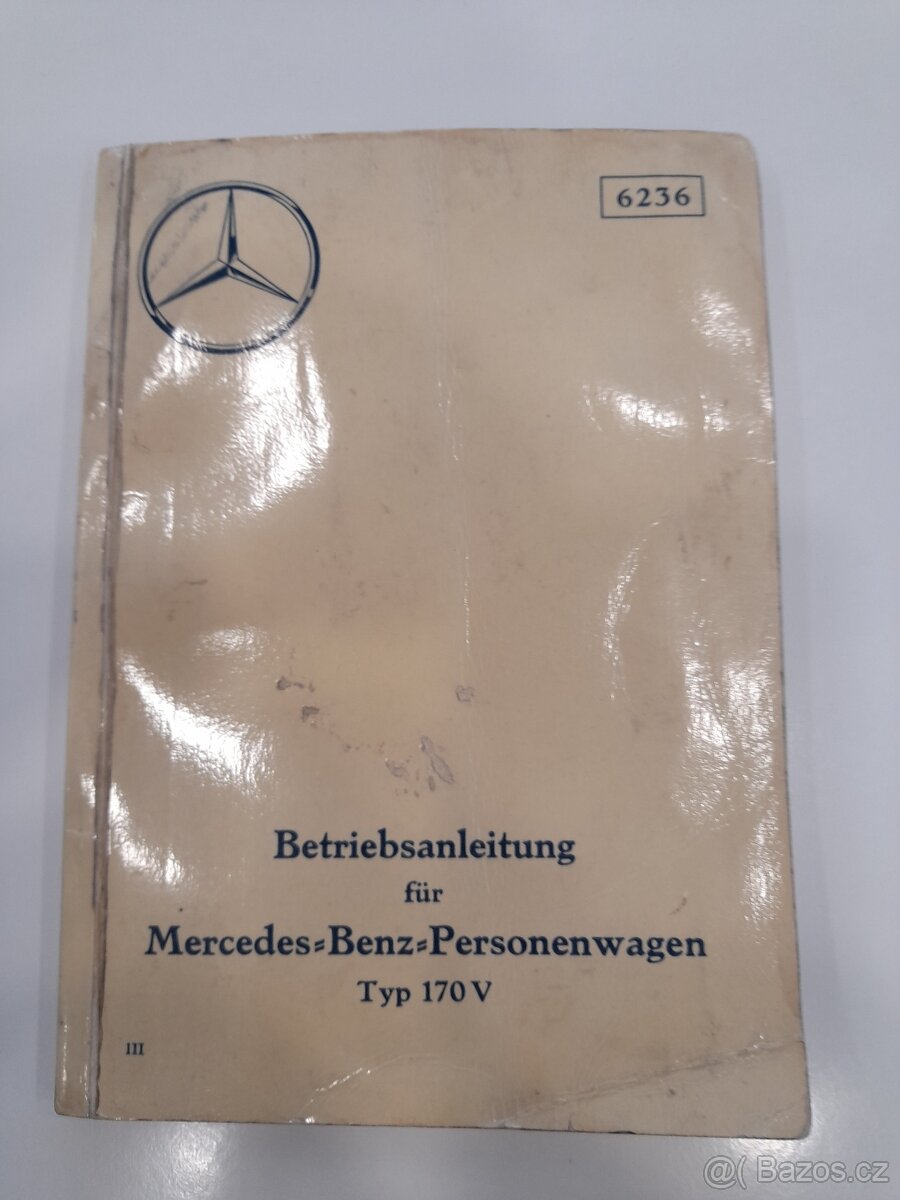 6236
Betriebsanleitung
für
Mercedes=Benz=Personenwagen
Typ 170 V
III
@( Bazos.cz